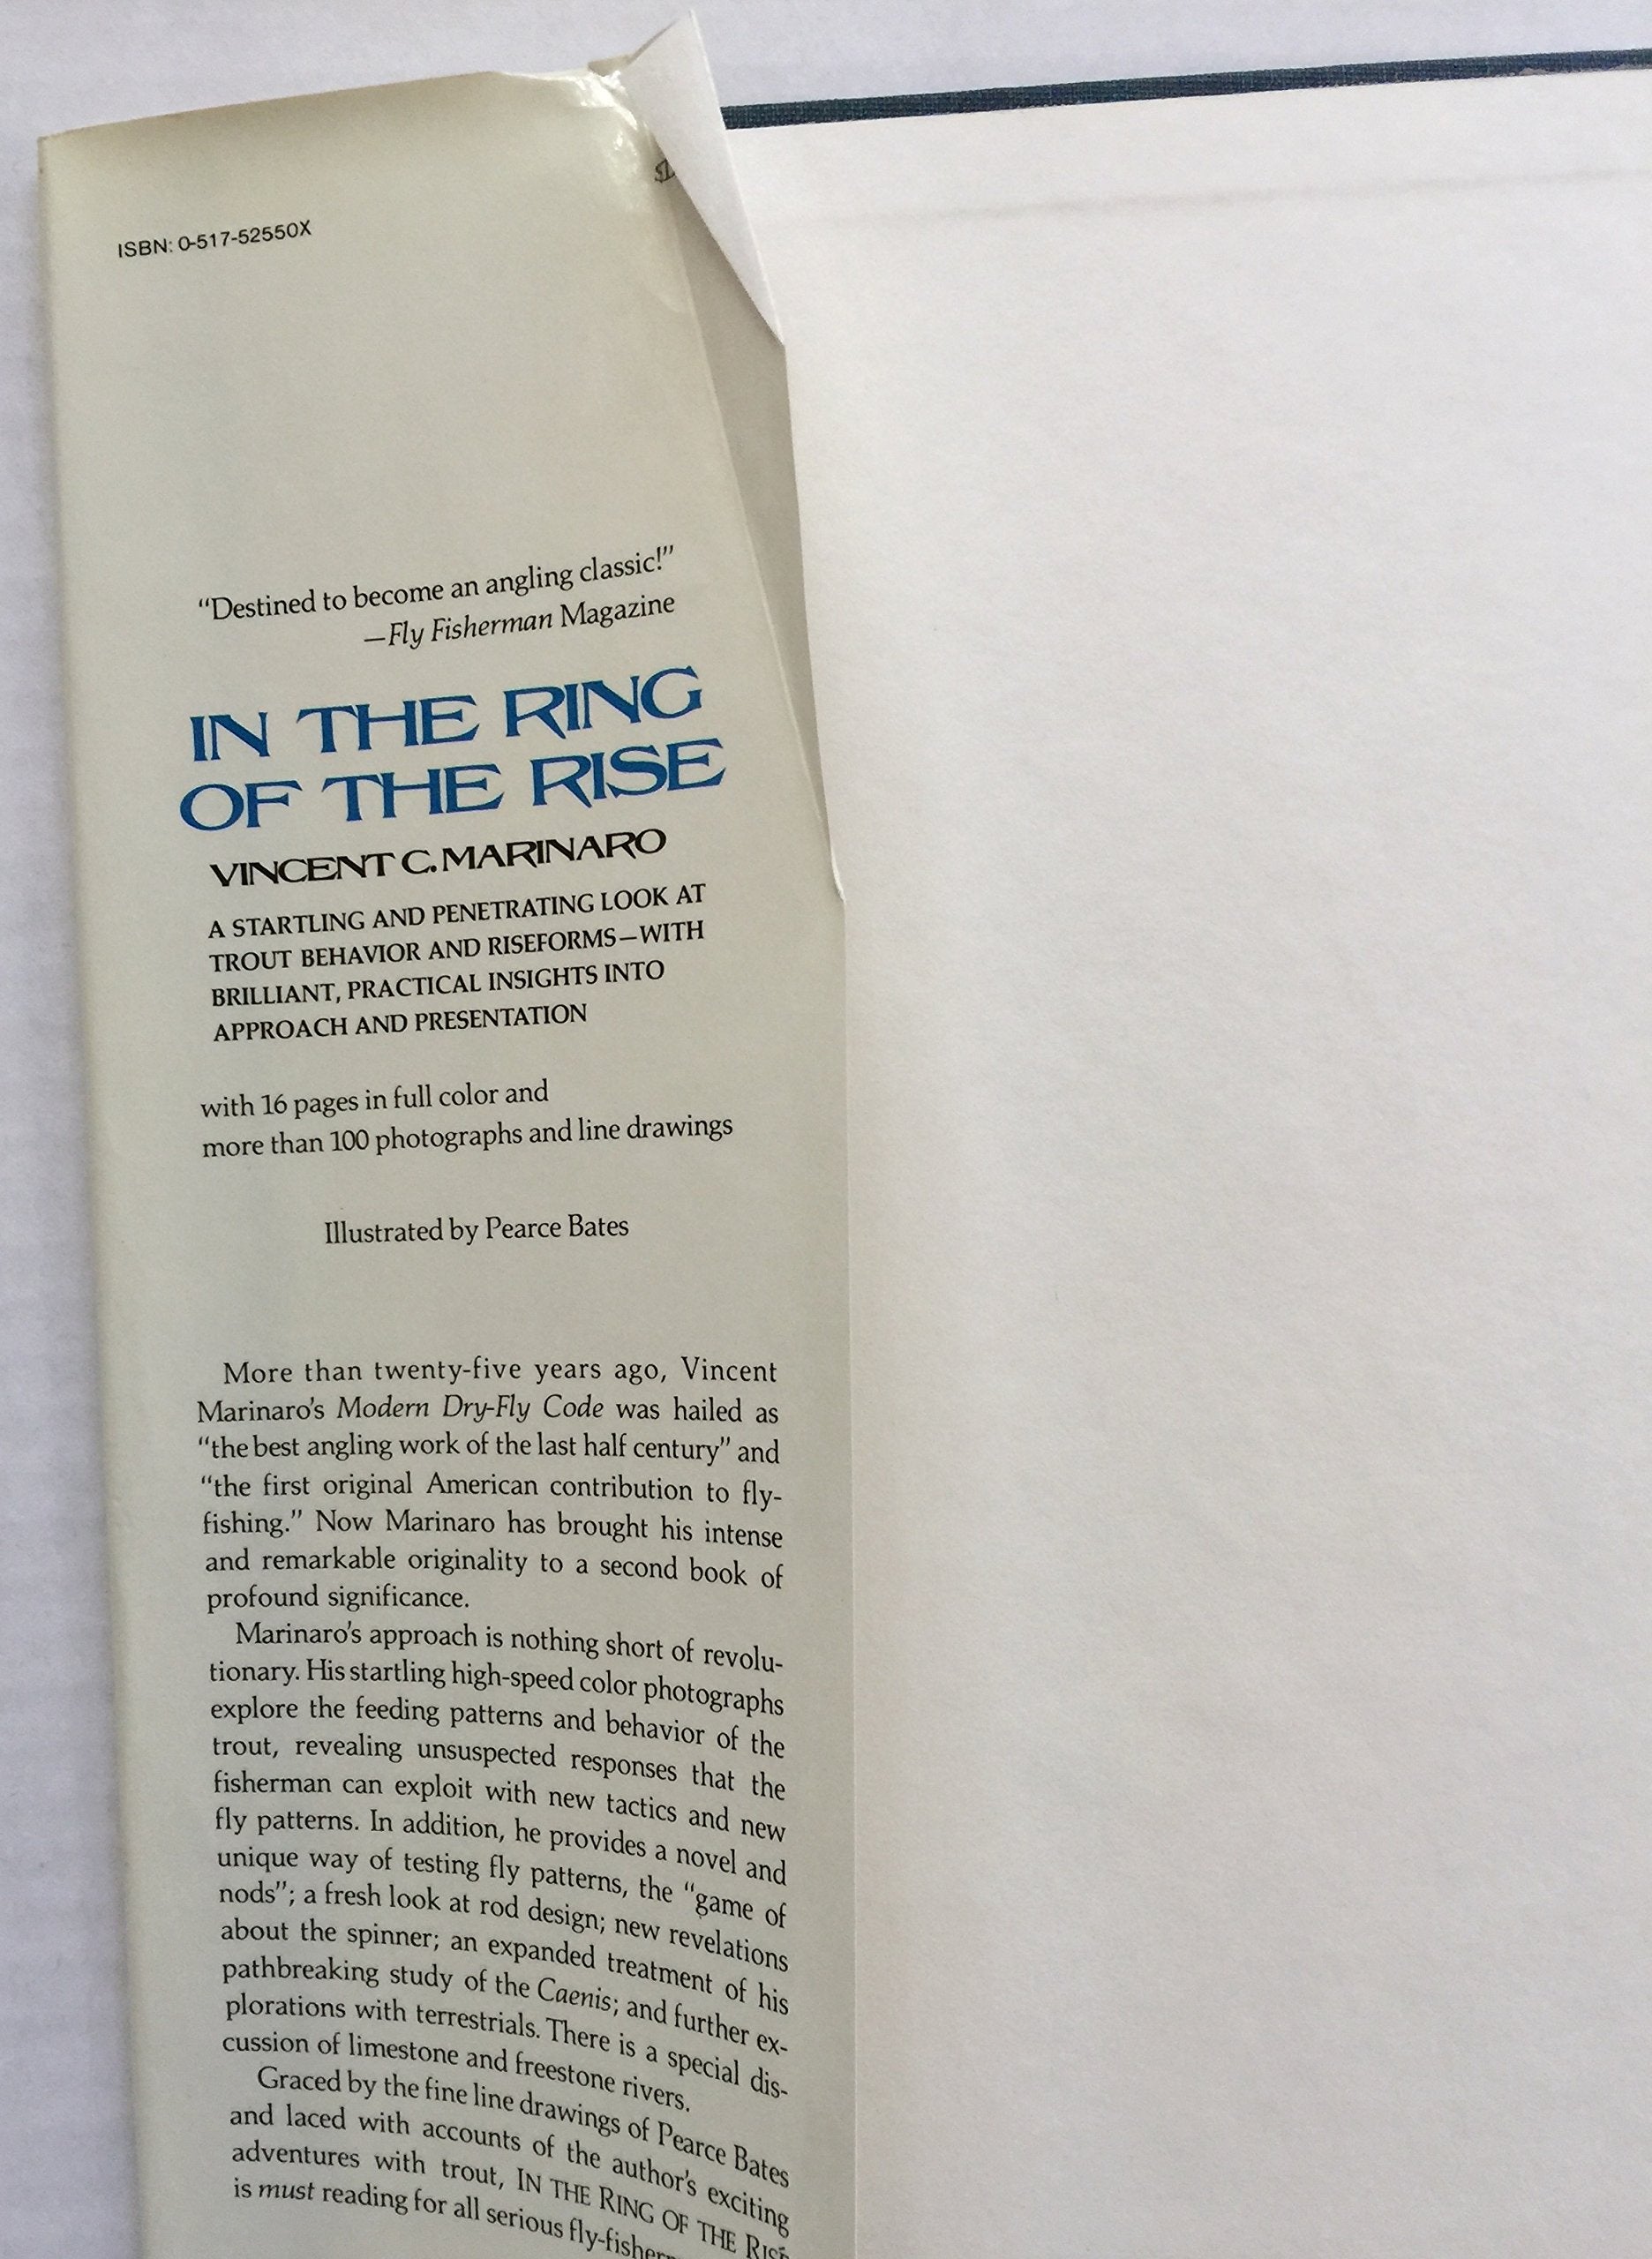 $
ISBN: 0-517-52550X
“Destined to become an angling classic!”
—Fly Fisherman Magazine
IN THE RING
OF THE RISE
VINCENT C. MARINARO
A STARTLING AND PENETRATING LOOK AT
TROUT BEHAVIOR AND RISEFORMS—WITH
BRILLIANT, PRACTICAL INSIGHTS INTO
APPROACH AND PRESENTATION
with 16 pages in full color and
more than 100 photographs and line drawings
Illustrated by Pearce Bates
More than twenty-five years ago, Vincent
Marinaro’s Modern Dry-Fly Code was hailed as
“the best angling work of the last half century” and
“the first original American contribution to fly-
fishing.” Now Marinaro has brought his intense
and remarkable originality to a second book of
profound significance.
Marinaro’s approach is nothing short of revolu-
tionary. His startling high-speed color photographs
explore the feeding patterns and behavior of the
trout, revealing unsuspected responses that the
fisherman can exploit with new tactics and new
fly patterns. In addition, he provides a novel and
unique way of testing fly patterns, the “game of
nods”; a fresh look at rod design; new revelations
about the spinner; an expanded treatment of his
pathbreaking study of the Caenis; and further ex-
plorations with terrestrials. There is a special dis-
cussion of limestone and freestone rivers.
Graced by the fine line drawings of Pearce Bates
and laced with accounts of the author’s exciting
adventures with trout, IN THE RING OF THE RISE
is must reading for all serious